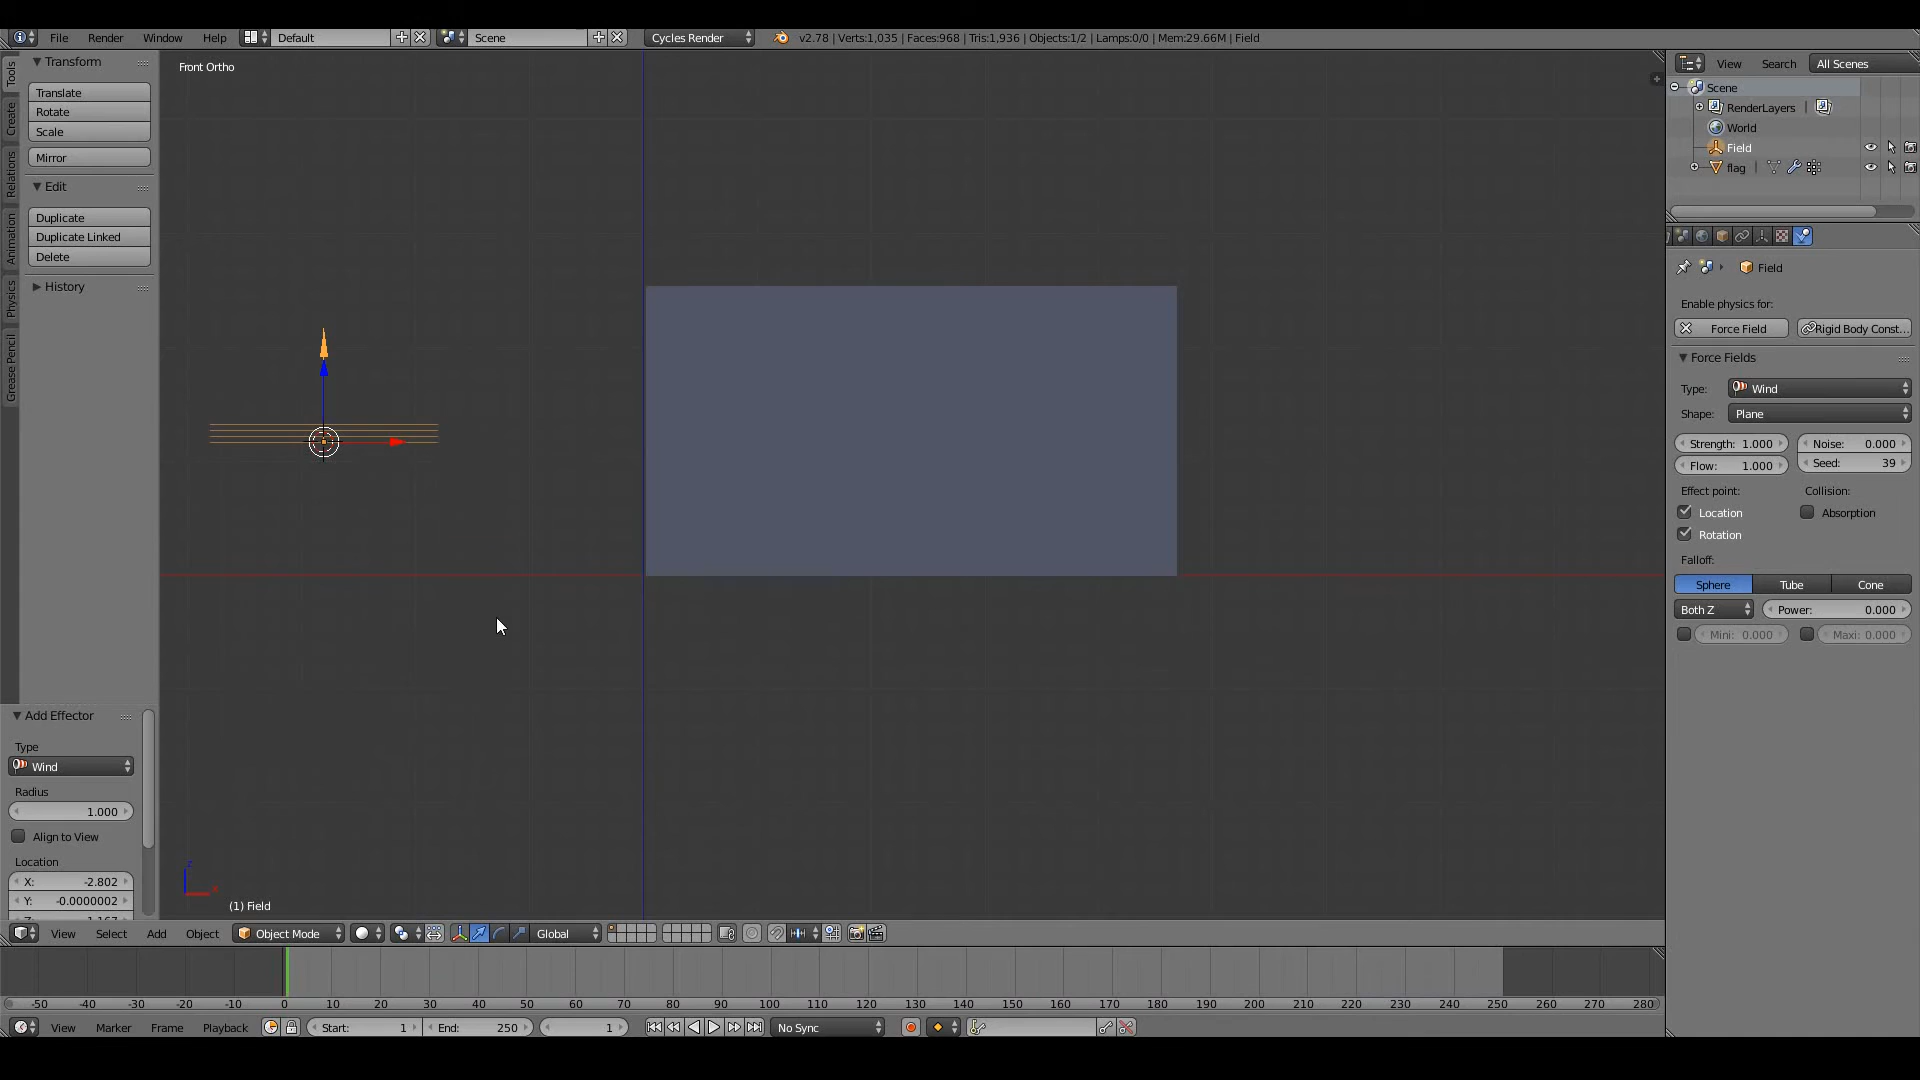 File Render Window Help Default Scene Cycles Render v2.78 | Verts:1,035 | Faces:968 | Tris:1,936 | Objects:1/2 | Lamps:0/0 | Mem:29.66M | Field
Tools
Create
Relations
Animation
Physics
Grease Pencil
Transform
Translate
Rotate
Scale
Mirror
Edit
Duplicate
Duplicate Linked
Delete
History
Add Effector
Type
Wind
Radius
1.000
Align to View
Location
X: -2.802
Y: -0.0000002
Front Ortho
z
x
(1) Field
View Select Add Object Object Mode Global
-50 -40 -30 -20 -10 0 10 20 30 40 50 60 70 80 90 100 110 120 130 140 150 160 170 180 190 200 210 220 230 240 250 260 270 280
View Marker Frame Playback Start: 1 End: 250 1 No Sync
View Search All Scenes
Scene
RenderLayers |
World
Field
flag |
Field
Enable physics for:
Force Field Rigid Body Const...
Force Fields
Type: Wind
Shape: Plane
Strength: 1.000 Noise: 0.000
Flow: 1.000 Seed: 39
Effect point: Collision:
Location Absorption
Rotation
Falloff:
Sphere Tube Cone
Both Z Power: 0.000
Mini: 0.000 Maxi: 0.000